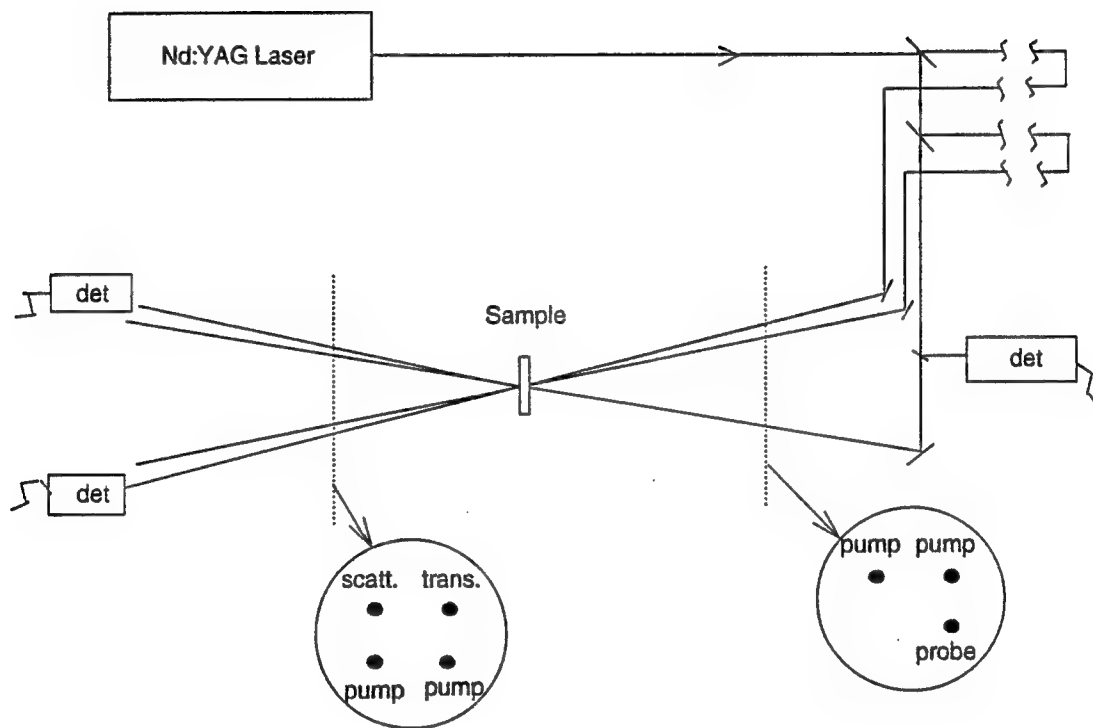 Nd:YAG Laser
det
Sample
det
det
scatt. trans.
pump pump
pump pump
probe